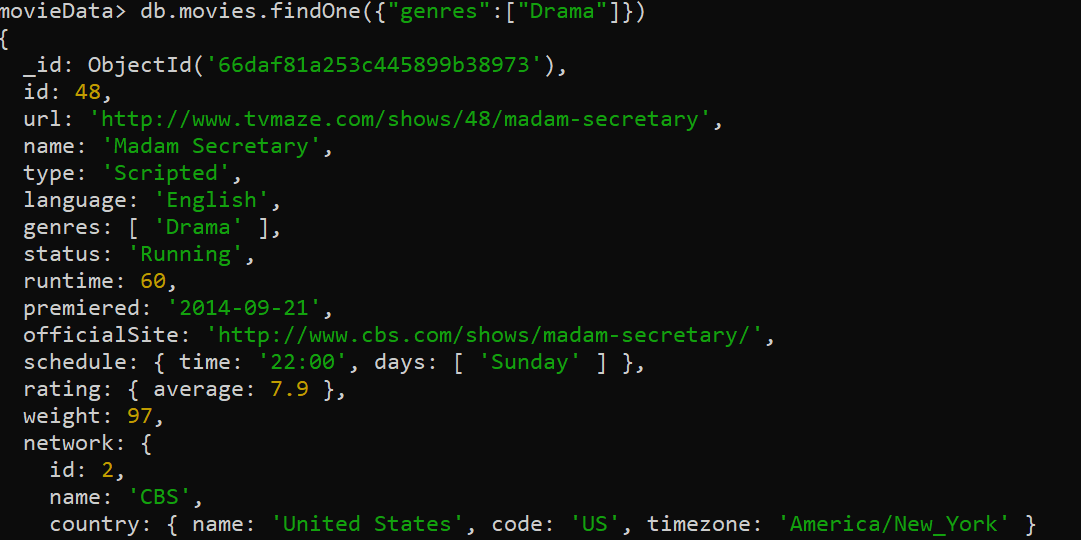 movieData> db.movies.findOne({"genres":["Drama"]})
{
  _id: ObjectId('66daf81a253c445899b38973'),
  id: 48,
  url: 'http://www.tvmaze.com/shows/48/madam-secretary',
  name: 'Madam Secretary',
  type: 'Scripted',
  language: 'English',
  genres: [ 'Drama' ],
  status: 'Running',
  runtime: 60,
  premiered: '2014-09-21',
  officialSite: 'http://www.cbs.com/shows/madam-secretary/',
  schedule: { time: '22:00', days: [ 'Sunday' ] },
  rating: { average: 7.9 },
  weight: 97,
  network: {
    id: 2,
    name: 'CBS',
    country: { name: 'United States', code: 'US', timezone: 'America/New_York' }